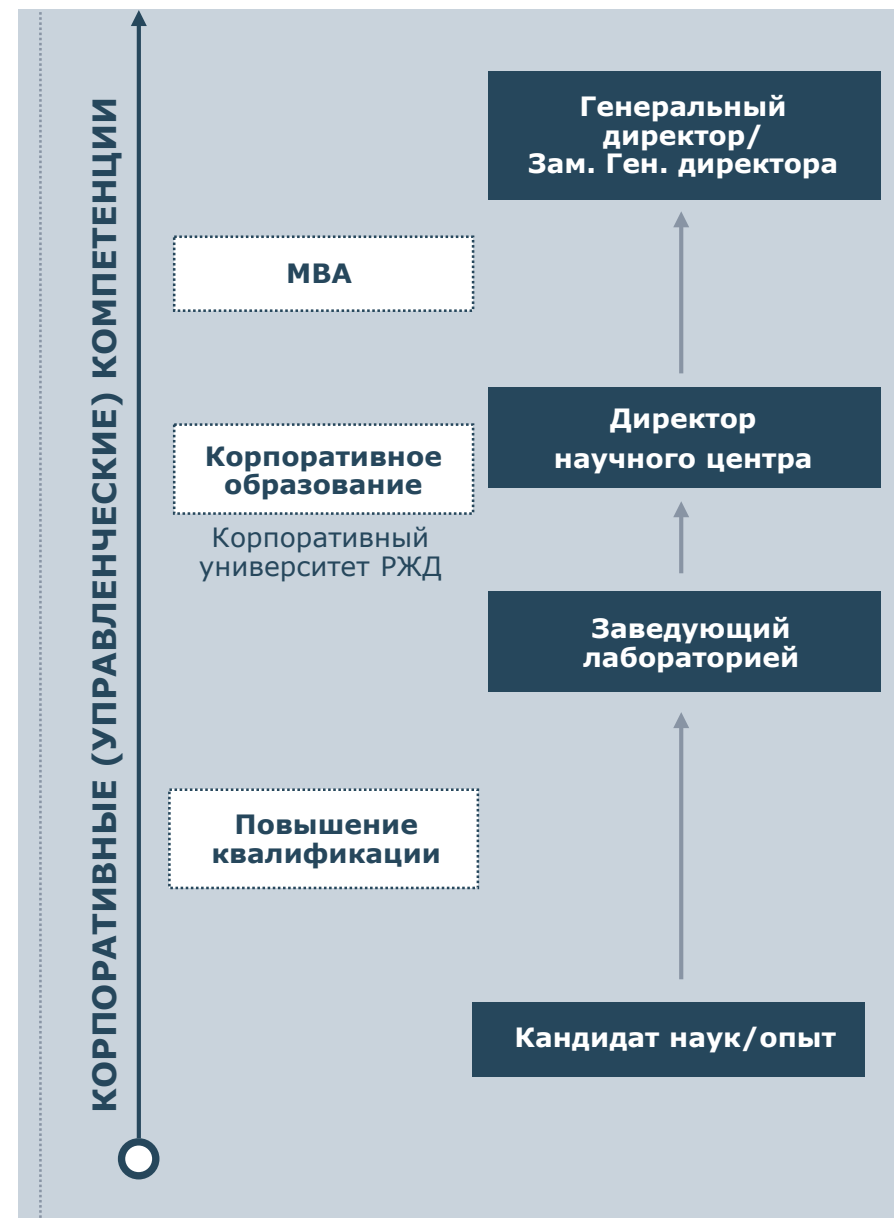 КОРПОРАТИВНЫЕ (УПРАВЛЕНЧЕСКИЕ) КОМПЕТЕНЦИИ
Генеральный
директор/
Зам. Ген. директора
МВА
Директор
научного центра
Корпоративное
образование
Корпоративный
университет РЖД
Заведующий
лабораторией
Повышение
квалификации
Кандидат наук/опыт